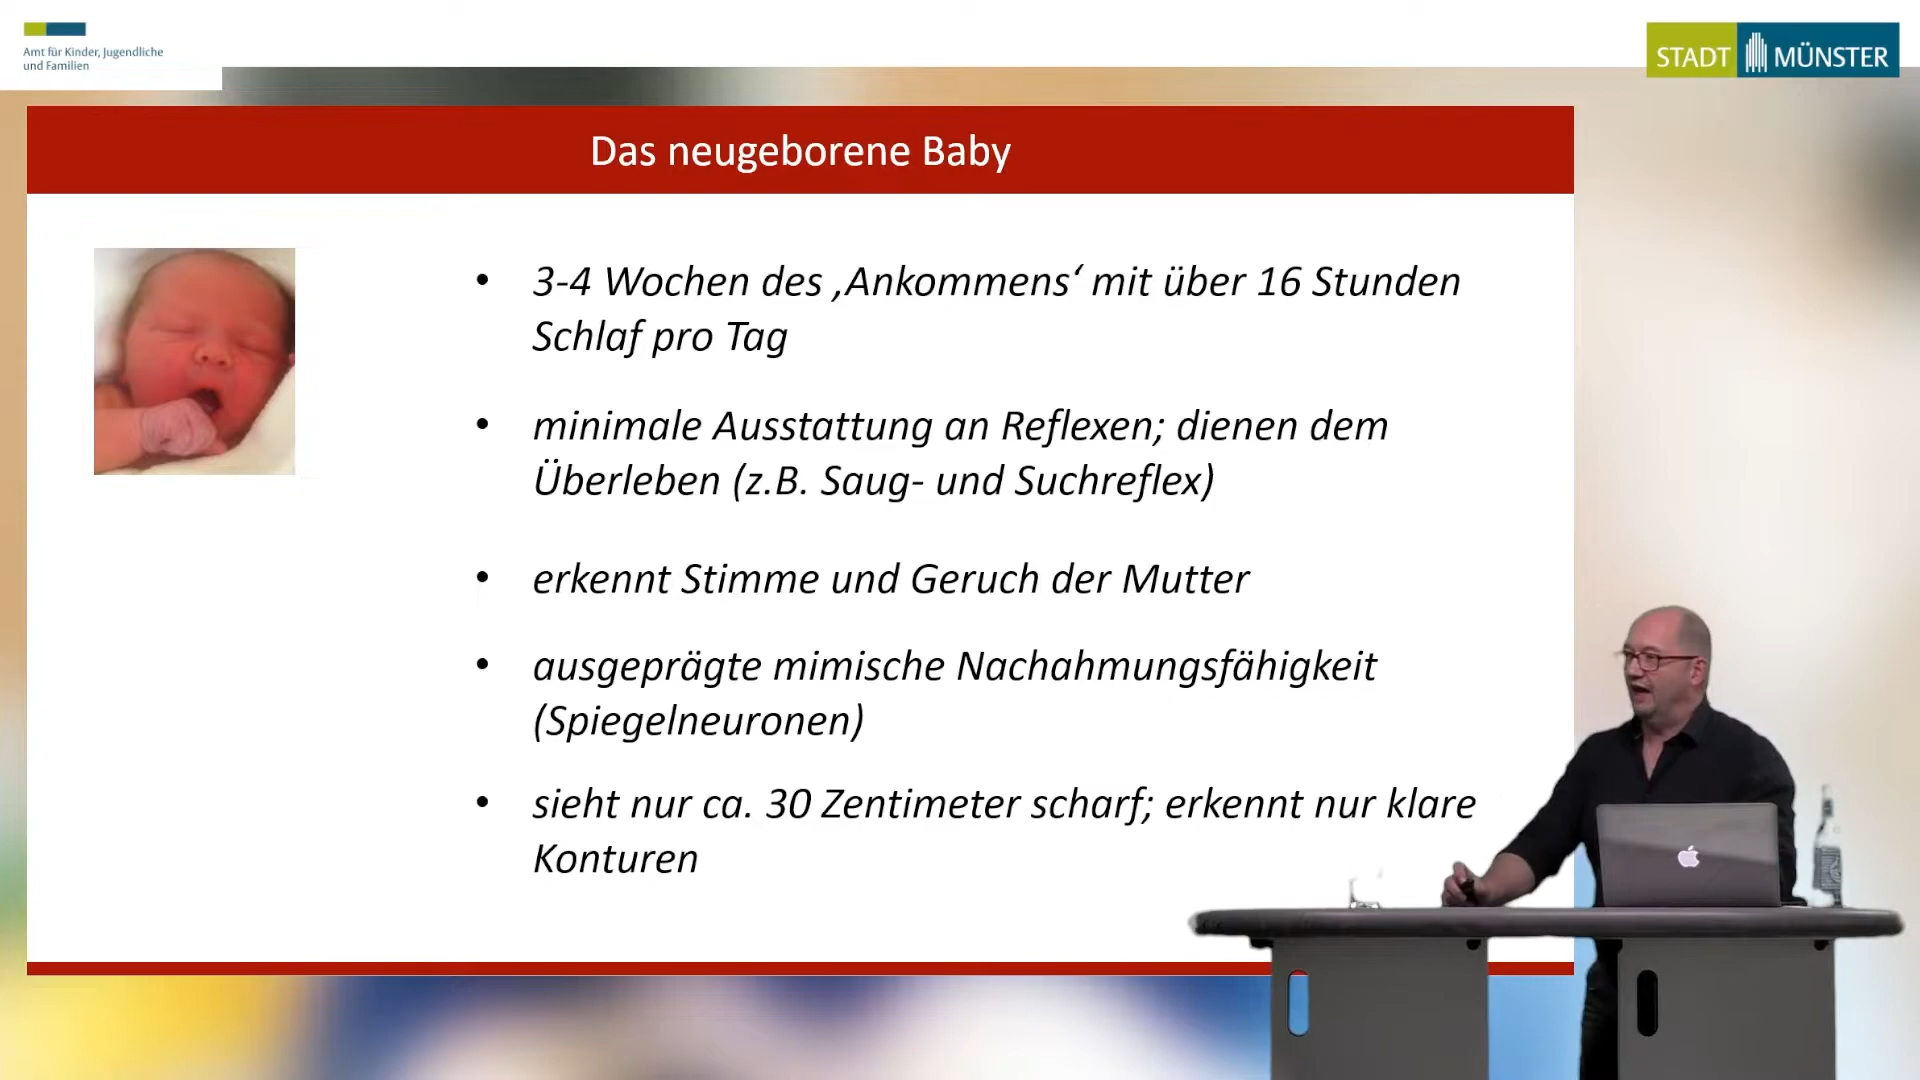 Amt für Kinder, Jugendliche
und Familien
STADT MÜNSTER
Das neugeborene Baby
• 3-4 Wochen des ‚Ankommens‘ mit über 16 Stunden
Schlaf pro Tag
• minimale Ausstattung an Reflexen; dienen dem
Überleben (z.B. Saug- und Suchreflex)
• erkennt Stimme und Geruch der Mutter
• ausgeprägte mimische Nachahmungsfähigkeit
(Spiegelneuronen)
• sieht nur ca. 30 Zentimeter scharf; erkennt nur klare
Konturen